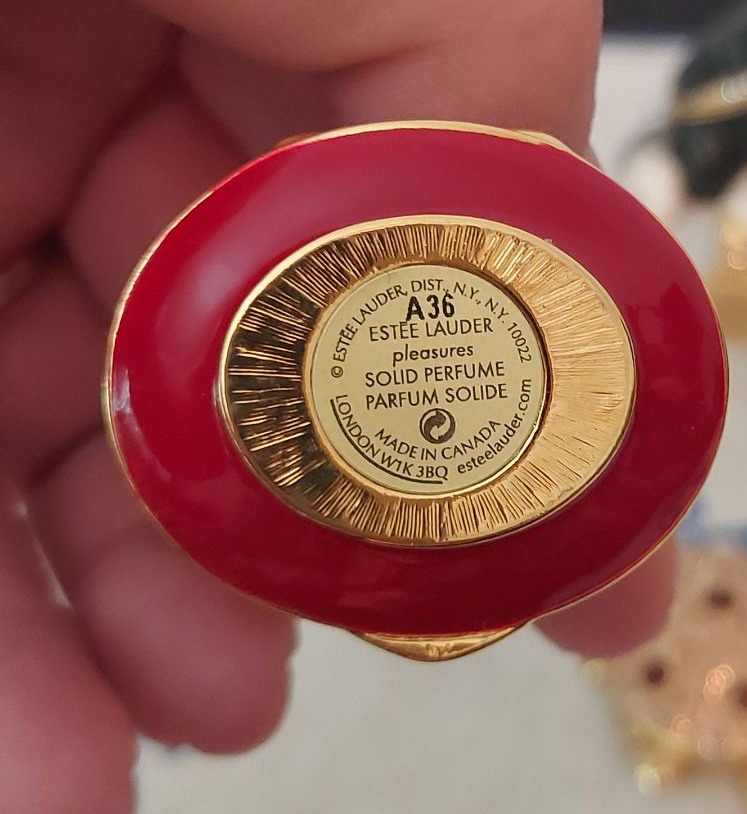 © ESTĒE LAUDER, DIST., N.Y., N.Y. 10022
A36
ESTĒE LAUDER
pleasures
SOLID PERFUME
PARFUM SOLIDE
MADE IN CANADA
LONDON W1K 3BQ esteelauder.com